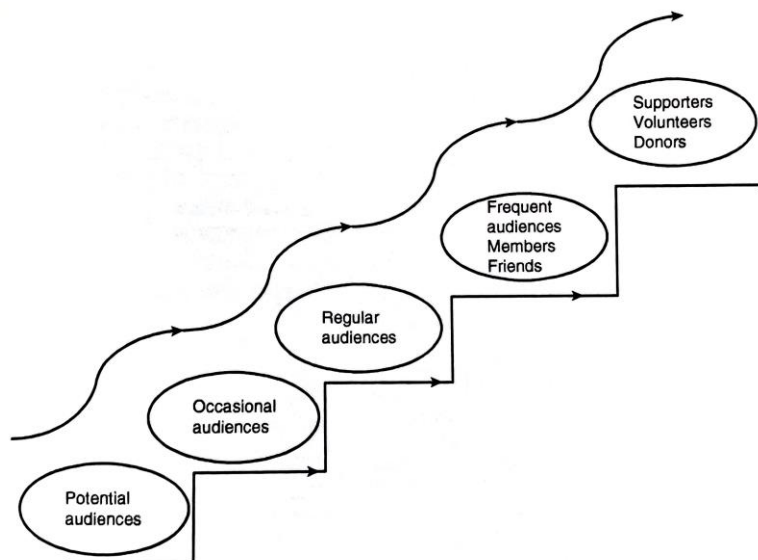 Supporters
Volunteers
Donors
Frequent
audiences
Members
Friends
Regular
audiences
Occasional
audiences
Potential
audiences